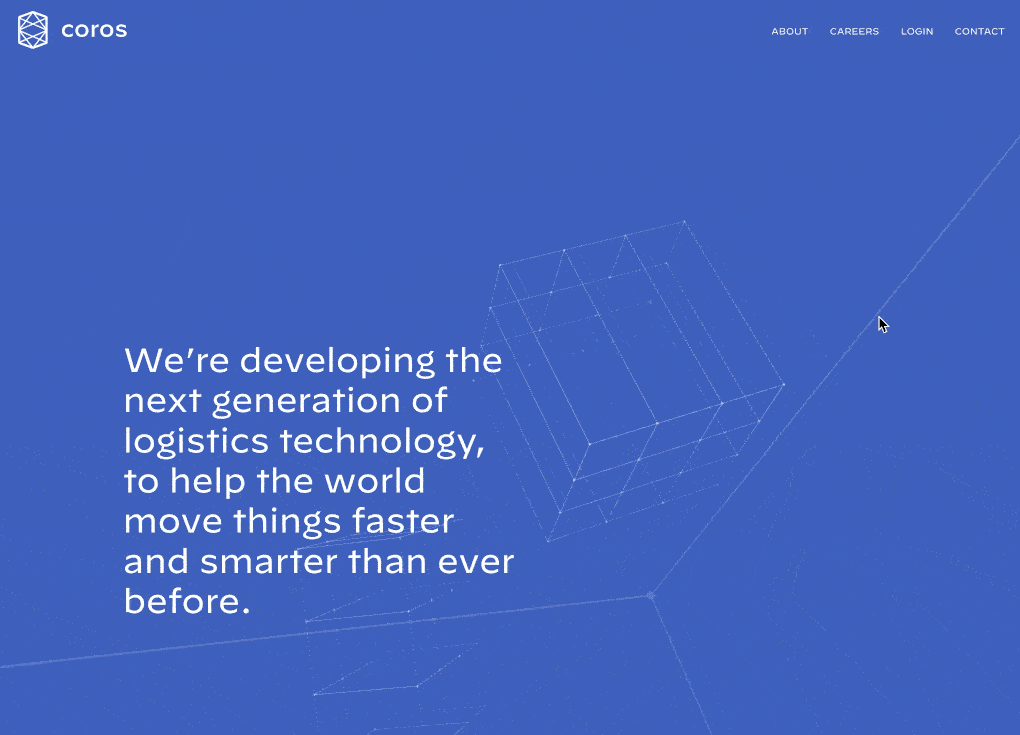 coros
ABOUT CAREERS LOGIN CONTACT
We’re developing the
next generation of
logistics technology,
to help the world
move things faster
and smarter than ever
before.